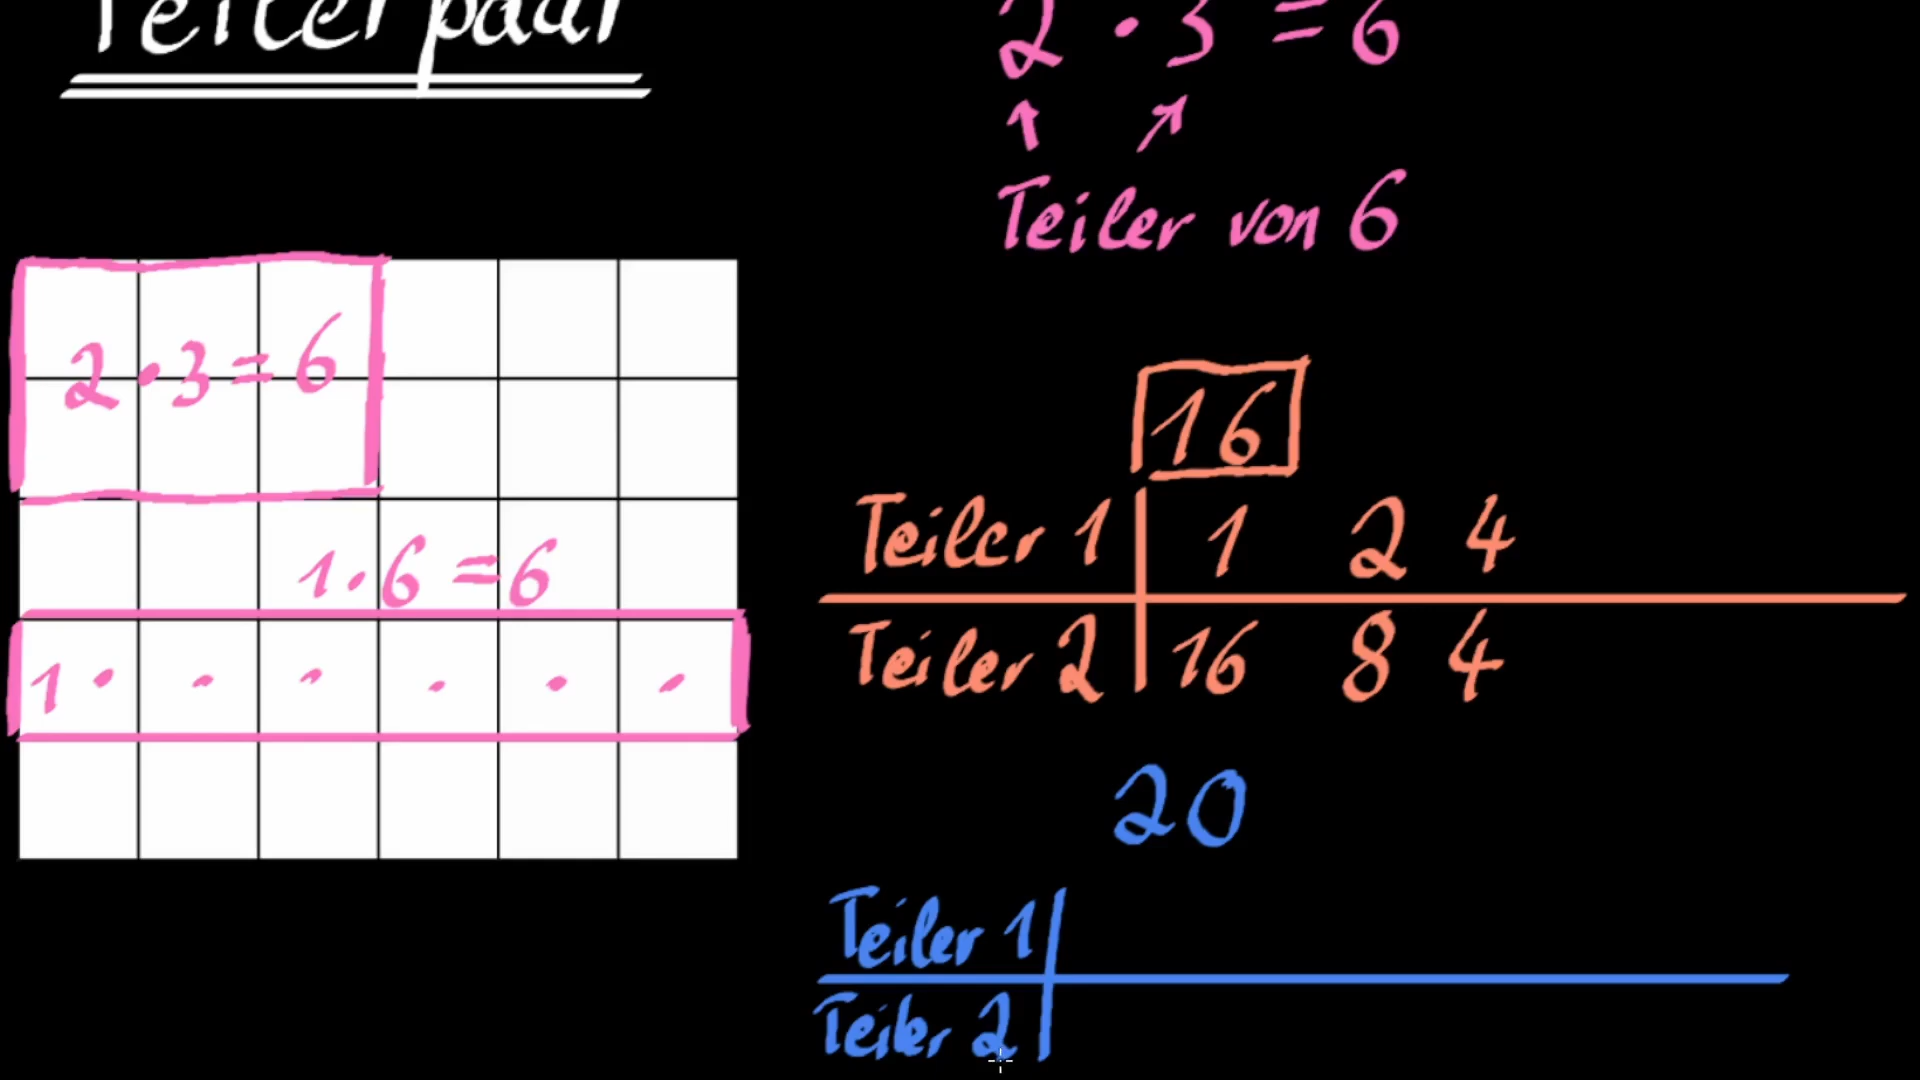 Teilerpaar
2 · 3 = 6
Teiler von 6
2 · 3 = 6
1 · 6 = 6
1 · · · · · ·
16
Teiler 1 1 2 4
Teiler 2 16 8 4
20
Teiler 1
Teiler 2